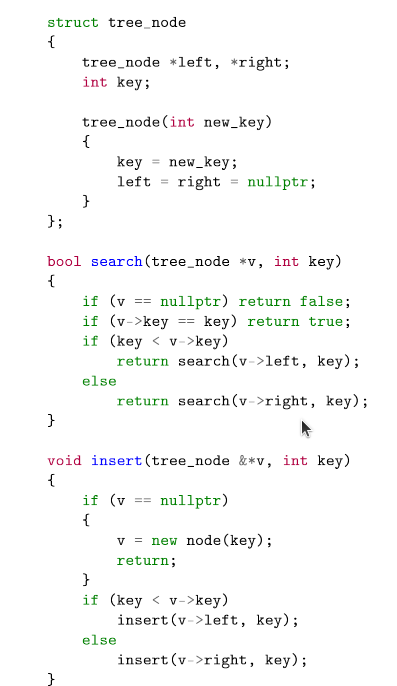 struct tree_node
{
    tree_node *left, *right;
    int key;

    tree_node(int new_key)
    {
        key = new_key;
        left = right = nullptr;
    }
};

bool search(tree_node *v, int key)
{
    if (v == nullptr) return false;
    if (v->key == key) return true;
    if (key < v->key)
        return search(v->left, key);
    else
        return search(v->right, key);
}

void insert(tree_node &*v, int key)
{
    if (v == nullptr)
    {
        v = new node(key);
        return;
    }
    if (key < v->key)
        insert(v->left, key);
    else
        insert(v->right, key);
}